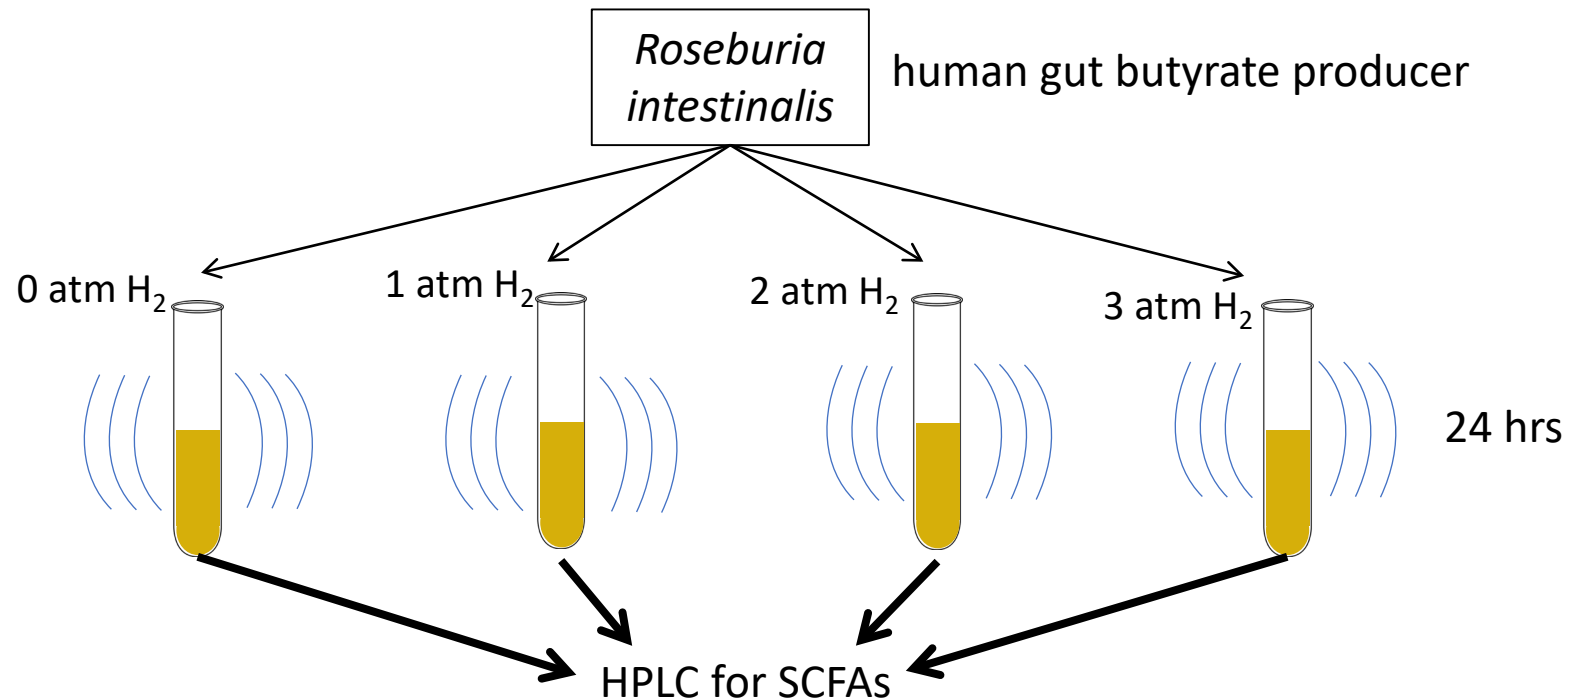 Roseburia
intestinalis
human gut butyrate producer
0 atm H₂
1 atm H₂
2 atm H₂
3 atm H₂
24 hrs
HPLC for SCFAs